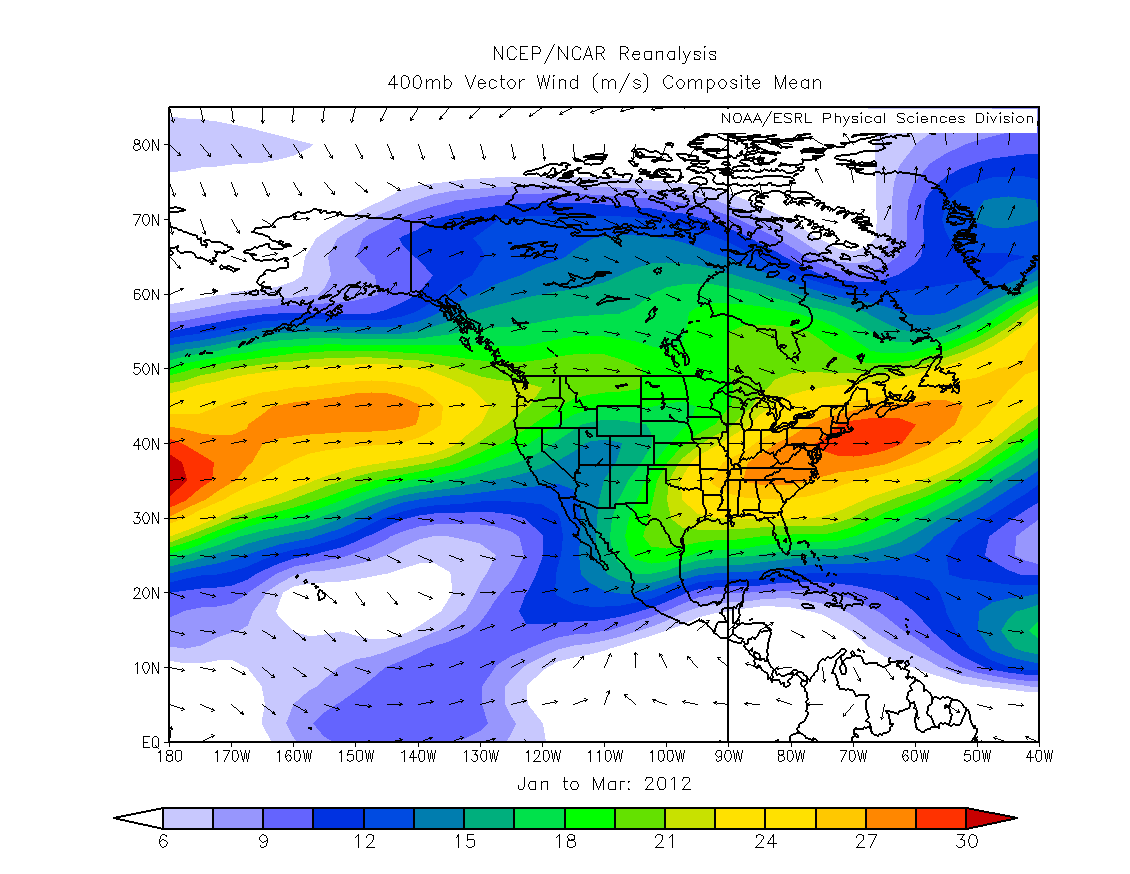 NCEP/NCAR Reanalysis
400mb Vector Wind (m/s) Composite Mean
NOAA/ESRL Physical Sciences Division
80N
70N
60N
50N
40N
30N
20N
10N
EQ
180 170W 160W 150W 140W 130W 120W 110W 100W 90W 80W 70W 60W 50W 40W
Jan to Mar: 2012
6 9 12 15 18 21 24 27 30